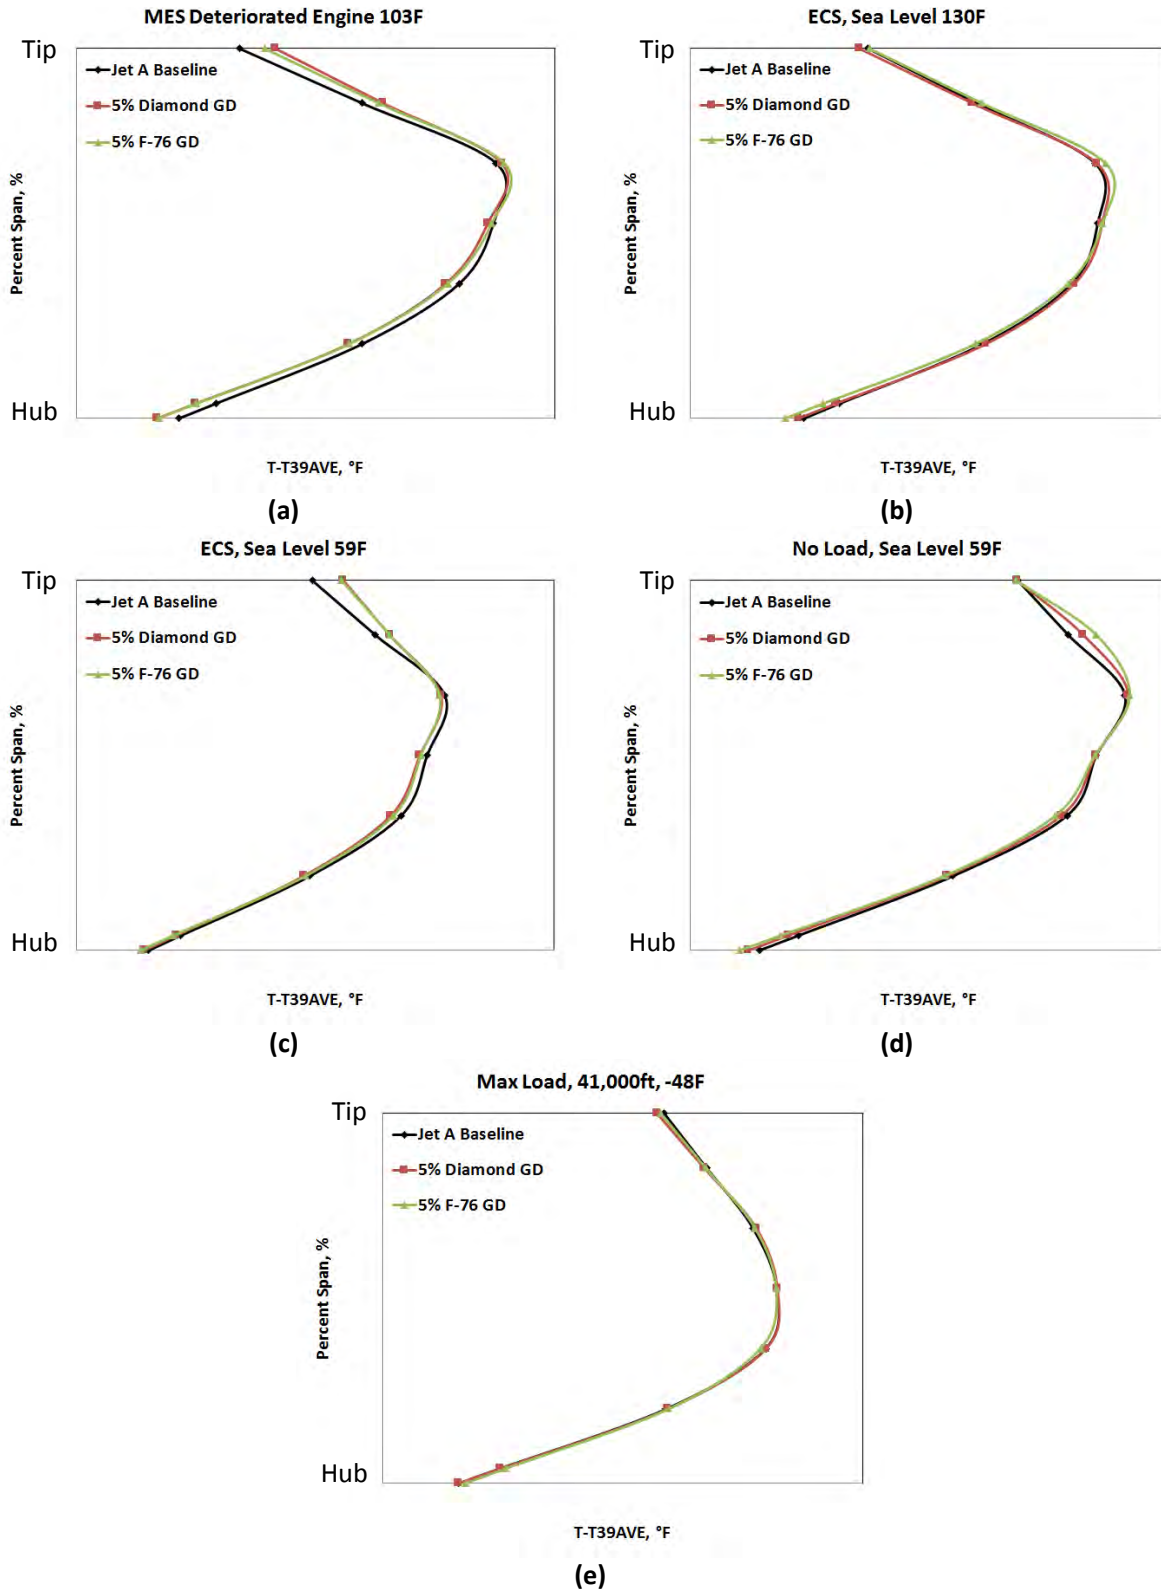 MES Deteriorated Engine 103F
Tip
Jet A Baseline
5% Diamond GD
5% F-76 GD
Percent Span, %
Hub
T-T39AVE, °F
(a)
ECS, Sea Level 130F
Tip
Jet A Baseline
5% Diamond GD
5% F-76 GD
Percent Span, %
Hub
T-T39AVE, °F
(b)
ECS, Sea Level 59F
Tip
Jet A Baseline
5% Diamond GD
5% F-76 GD
Percent Span, %
Hub
T-T39AVE, °F
(c)
No Load, Sea Level 59F
Tip
Jet A Baseline
5% Diamond GD
5% F-76 GD
Percent Span, %
Hub
T-T39AVE, °F
(d)
Max Load, 41,000ft, -48F
Tip
Jet A Baseline
5% Diamond GD
5% F-76 GD
Percent Span, %
Hub
T-T39AVE, °F
(e)